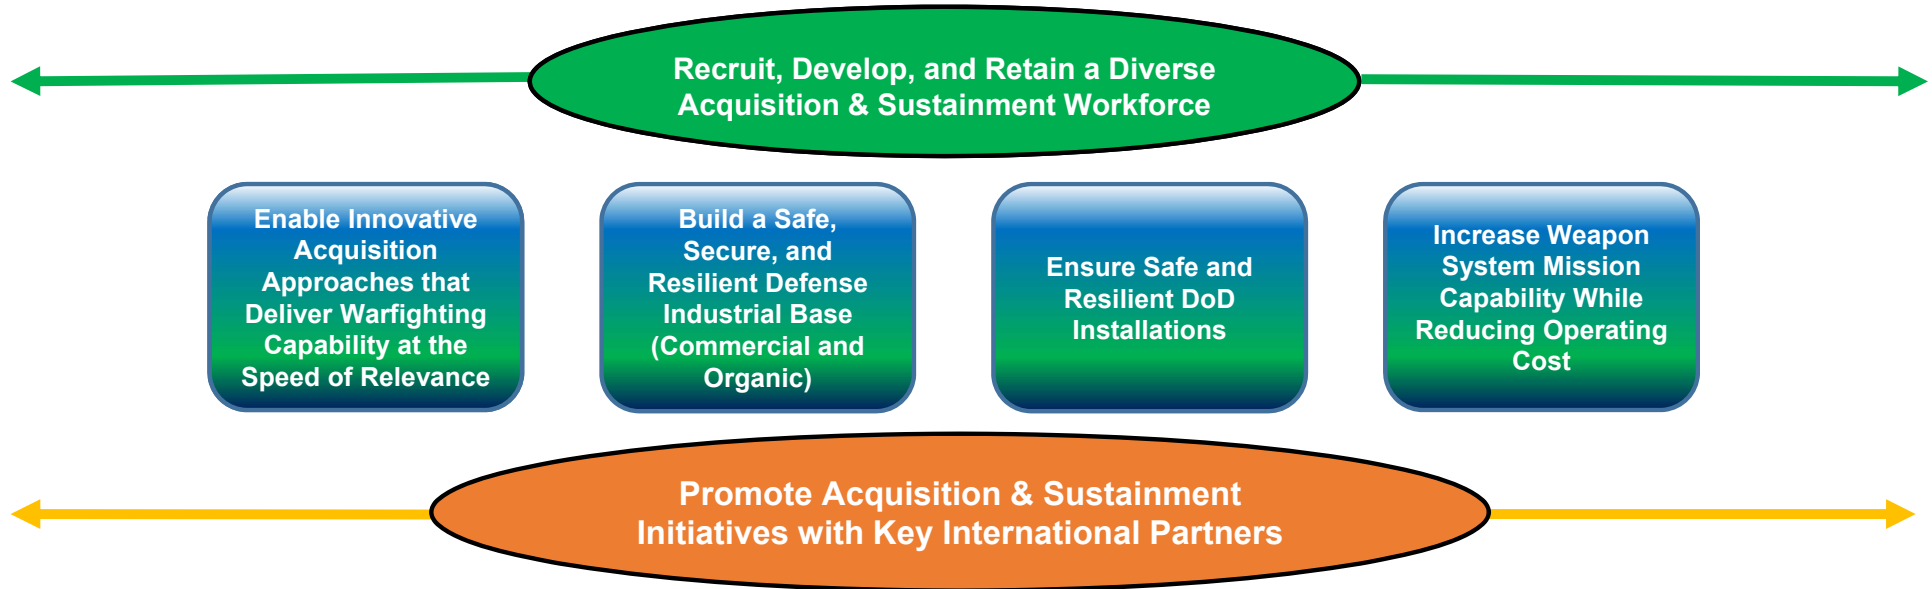 Recruit, Develop, and Retain a Diverse
Acquisition & Sustainment Workforce
Enable Innovative
Acquisition
Approaches that
Deliver Warfighting
Capability at the
Speed of Relevance
Build a Safe,
Secure, and
Resilient Defense
Industrial Base
(Commercial and
Organic)
Ensure Safe and
Resilient DoD
Installations
Increase Weapon
System Mission
Capability While
Reducing Operating
Cost
Promote Acquisition & Sustainment
Initiatives with Key International Partners